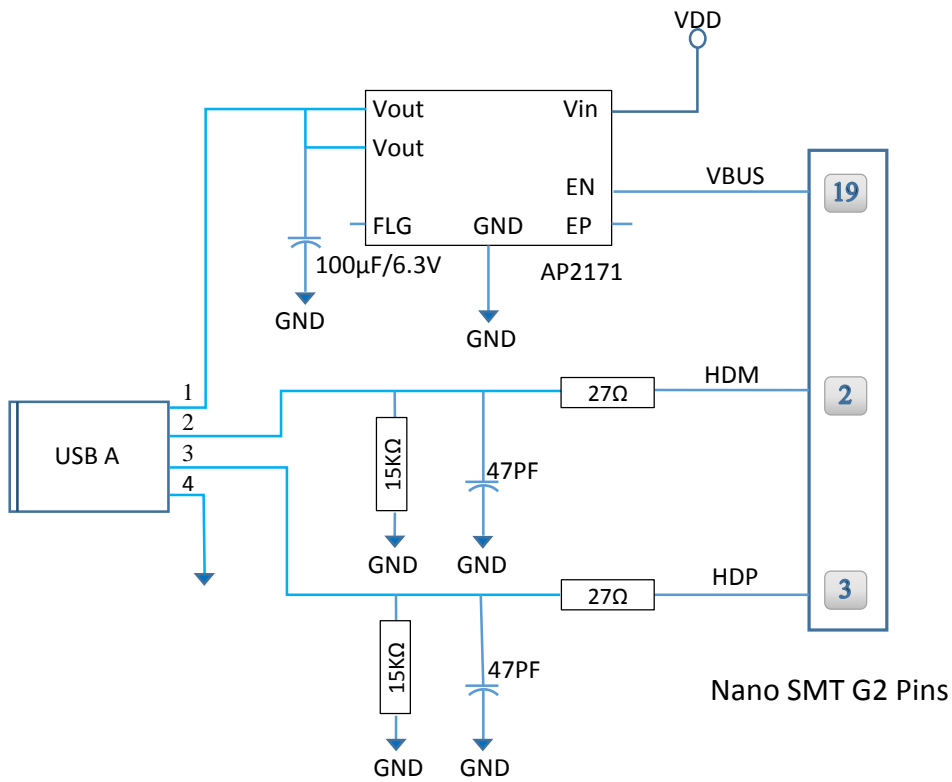 VDD
Vout
Vin
Vout
EN
VBUS
19
FLG
GND
EP
100µF/6.3V
AP2171
GND
GND
1
2
3
4
USB A
27Ω
HDM
2
15KΩ
47PF
GND
GND
27Ω
HDP
3
15KΩ
47PF
GND
GND
Nano SMT G2 Pins